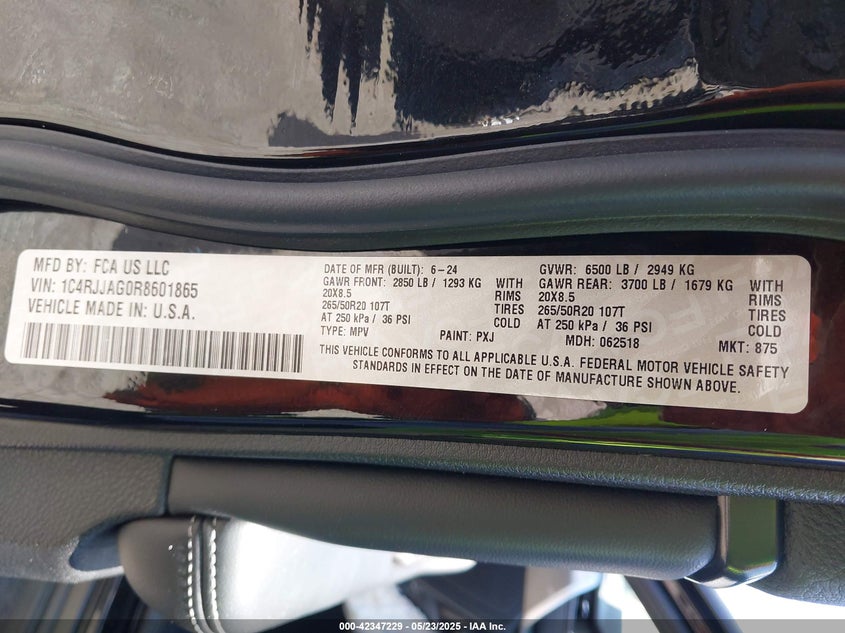 MFD BY: FCA US LLC
VIN: 1C4RJJAG0R8601865
VEHICLE MADE IN: U.S.A.
DATE OF MFR (BUILT): 6-24
GAWR FRONT: 2850 LB / 1293 KG WITH
20X8.5 RIMS
265/50R20 107T TIRES
AT 250 kPa / 36 PSI COLD
TYPE: MPV PAINT: PXJ
GVWR: 6500 LB / 2949 KG
GAWR REAR: 3700 LB / 1679 KG WITH
20X8.5 RIMS
265/50R20 107T TIRES
AT 250 kPa / 36 PSI COLD
MDH: 062518 MKT: 875
THIS VEHICLE CONFORMS TO ALL APPLICABLE U.S.A. FEDERAL MOTOR VEHICLE SAFETY
STANDARDS IN EFFECT ON THE DATE OF MANUFACTURE SHOWN ABOVE.
000-42347229 - 05/23/2025 - IAA Inc.